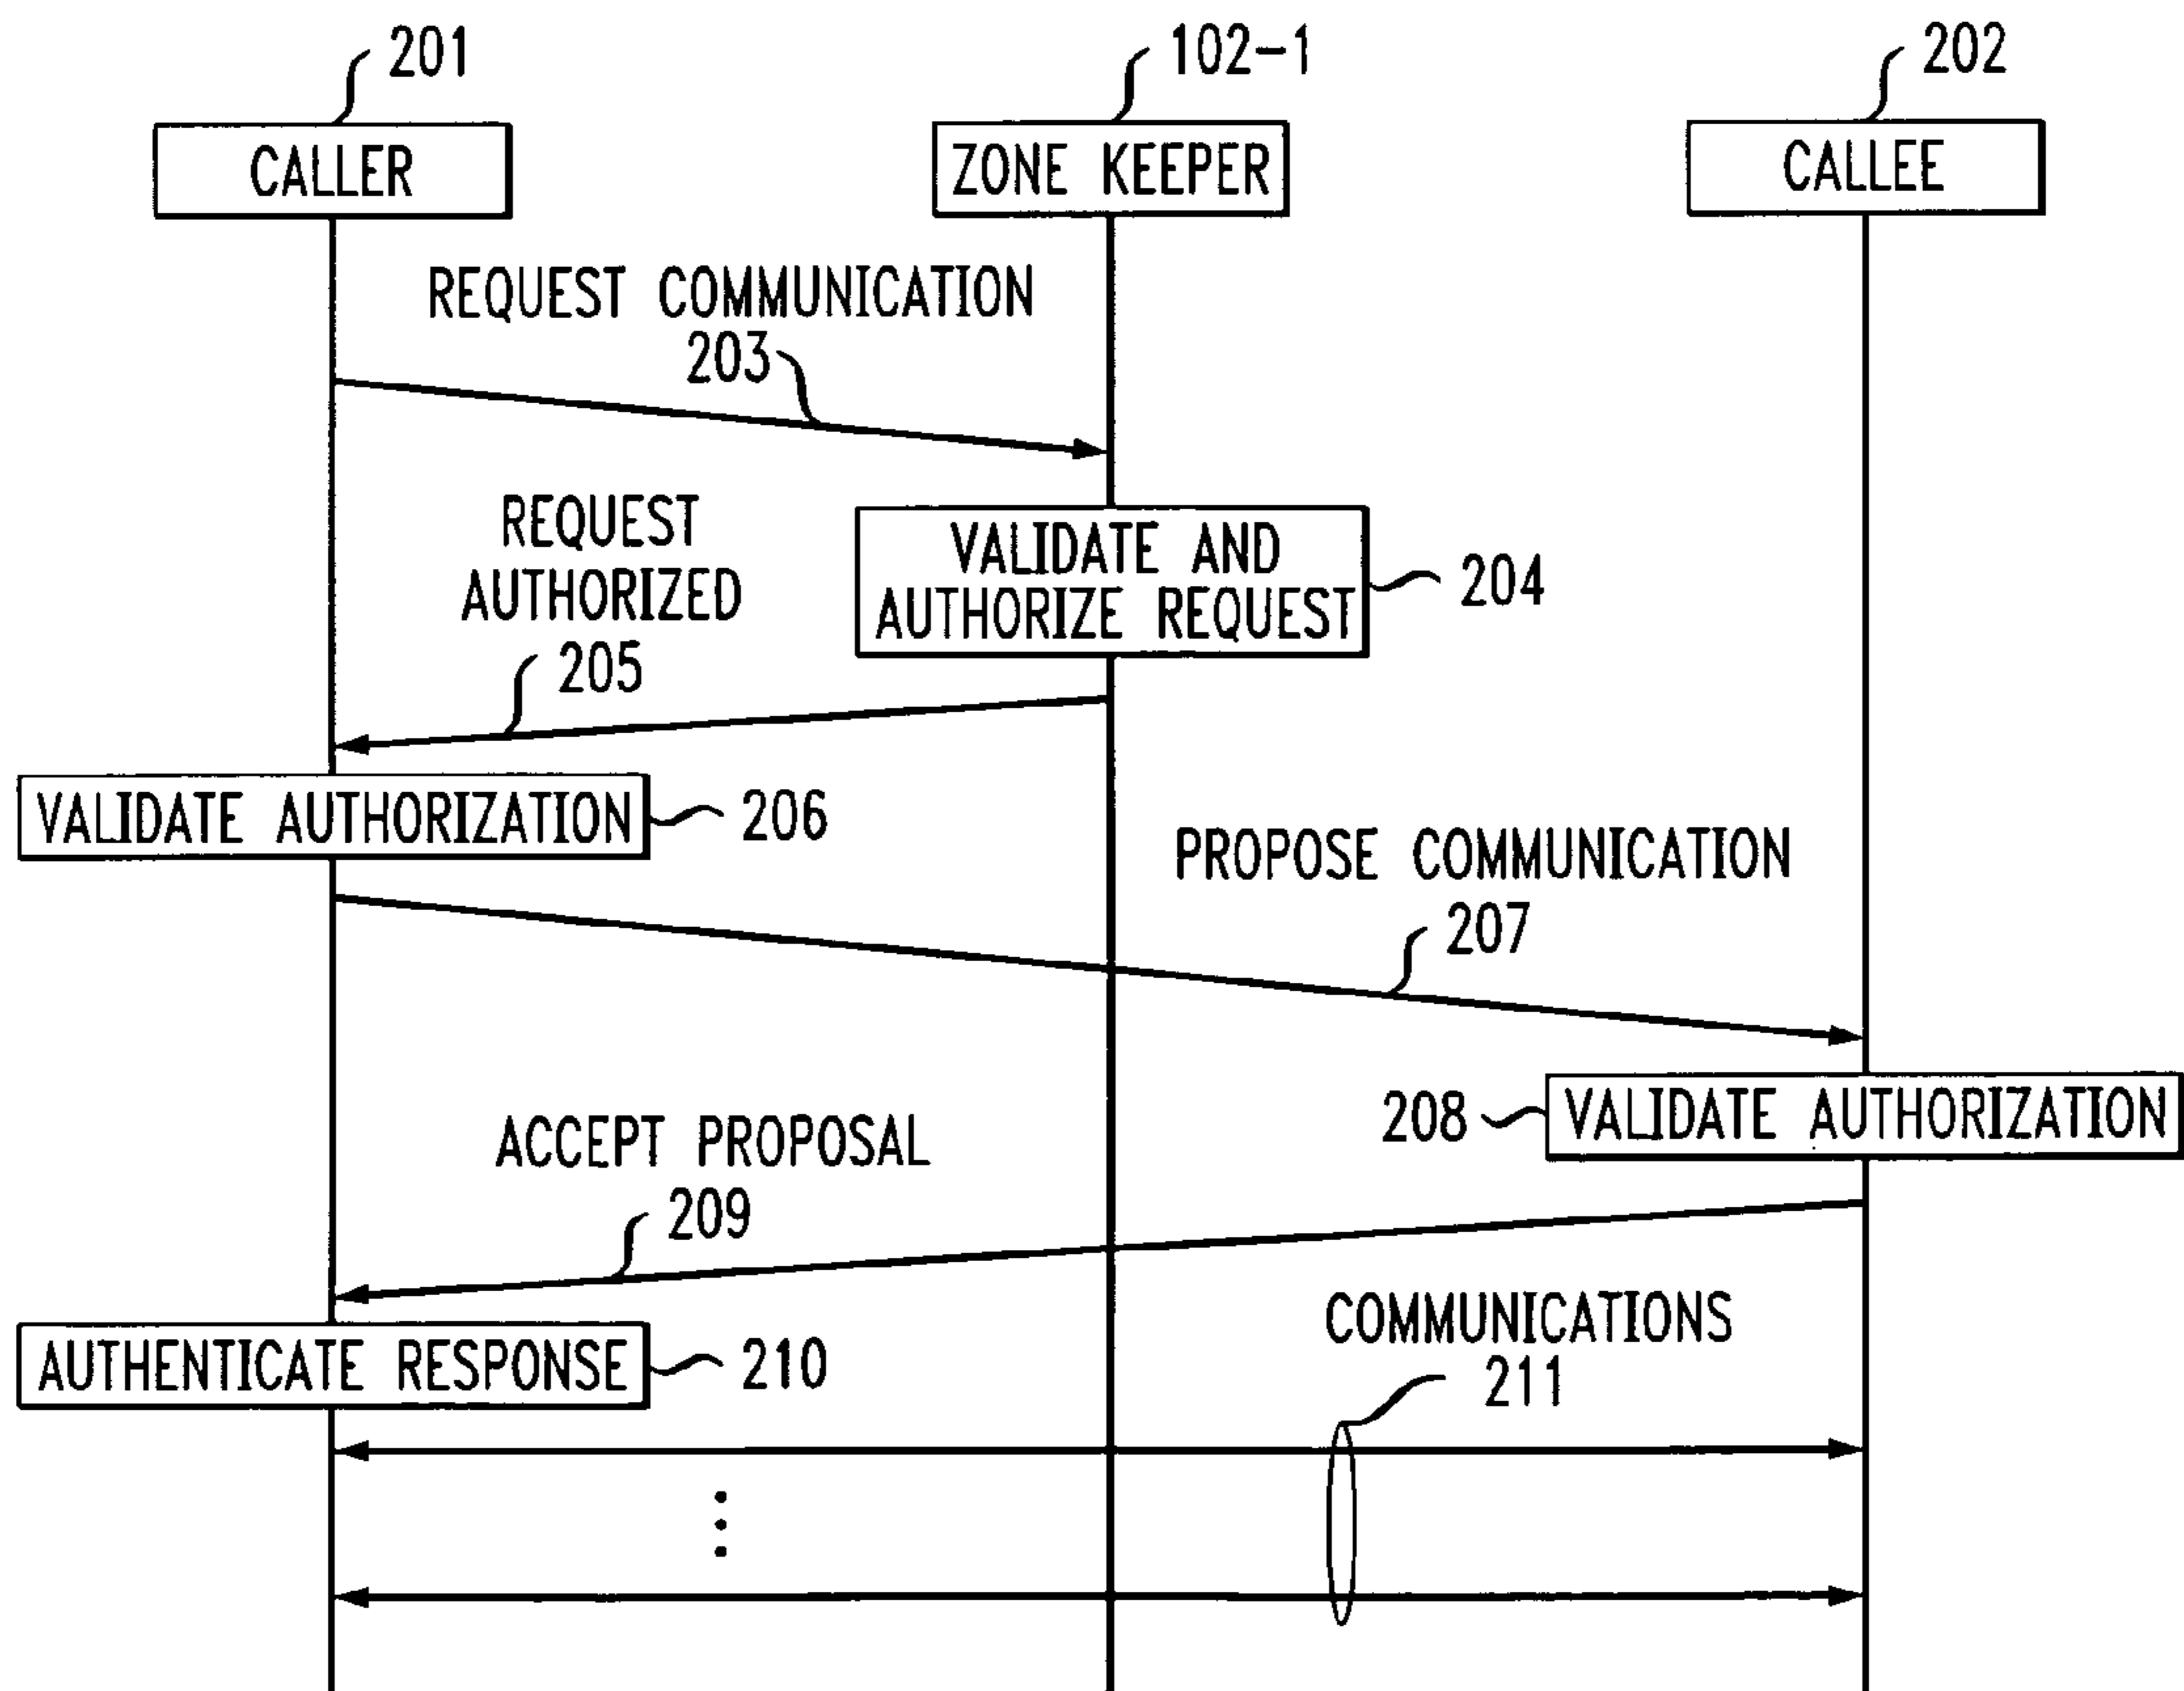 201
102-1
202
CALLER
ZONE KEEPER
CALLEE
REQUEST COMMUNICATION
203
REQUEST
AUTHORIZED
205
VALIDATE AND
AUTHORIZE REQUEST
204
VALIDATE AUTHORIZATION
206
PROPOSE COMMUNICATION
207
208
VALIDATE AUTHORIZATION
ACCEPT PROPOSAL
209
COMMUNICATIONS
211
AUTHENTICATE RESPONSE
210